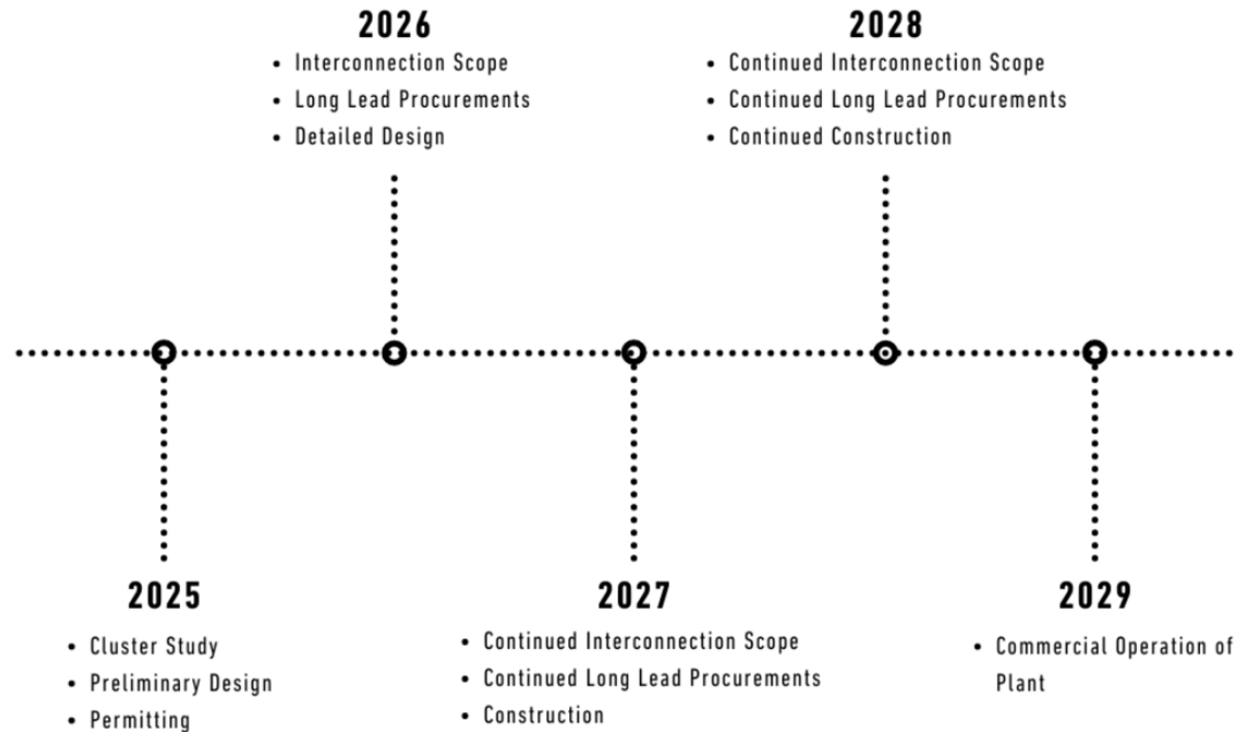 2026
• Interconnection Scope
• Long Lead Procurements
• Detailed Design
2028
• Continued Interconnection Scope
• Continued Long Lead Procurements
• Continued Construction
2025
• Cluster Study
• Preliminary Design
• Permitting
2027
• Continued Interconnection Scope
• Continued Long Lead Procurements
• Construction
2029
• Commercial Operation of
Plant